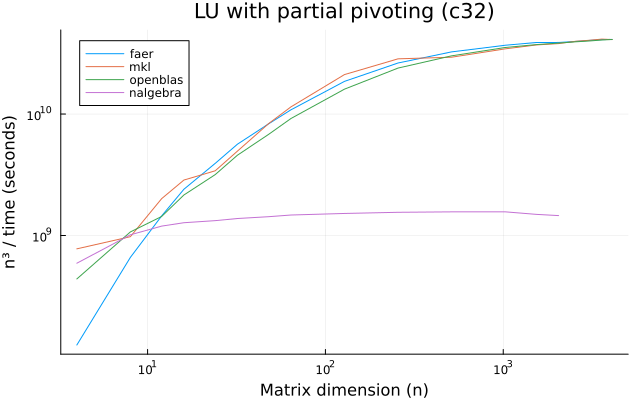 LU with partial pivoting (c32)
faer
mkl
openblas
nalgebra
n³ / time (seconds)
10¹⁰
10⁹
10¹
10²
10³
Matrix dimension (n)